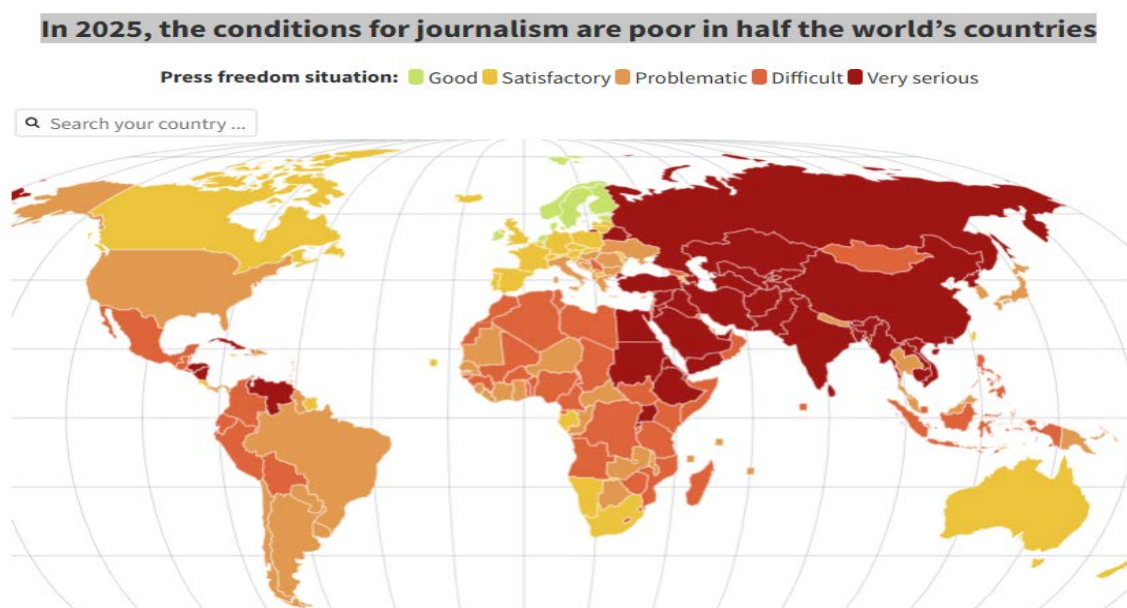 In 2025, the conditions for journalism are poor in half the world’s countries
Press freedom situation: Good Satisfactory Problematic Difficult Very serious
Search your country ...